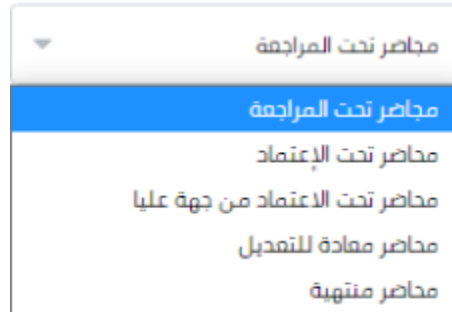 محاضر تحت المراجعة
محاضر تحت المراجعة
محاضر تحت الإعتماد
محاضر تحت الاعتماد من جهة عليا
محاضر معادة للتعديل
محاضر منتهية